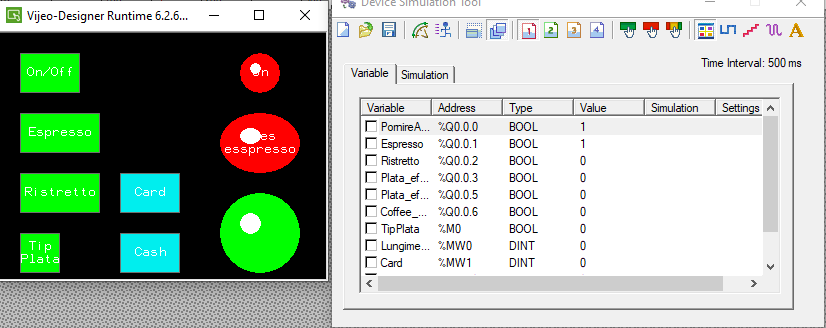 Vijeo-Designer Runtime 6.2.6...
On/Off
On
Espresso
esspresso
Ristretto
Card
Tip
Plata
Cash
Device Simulation Tool
1
2
3
4
Time Interval: 500 ms
Variable
Simulation
Variable Address Type Value Simulation Settings
PornireA... %Q0.0.0 BOOL 1
Espresso %Q0.0.1 BOOL 1
Ristretto %Q0.0.2 BOOL 0
Plata_ef... %Q0.0.3 BOOL 0
Plata_ef... %Q0.0.5 BOOL 0
Coffee_... %Q0.0.6 BOOL 0
TipPlata %M0 BOOL 0
Lungime... %MW0 DINT 0
Card %MW1 DINT 0